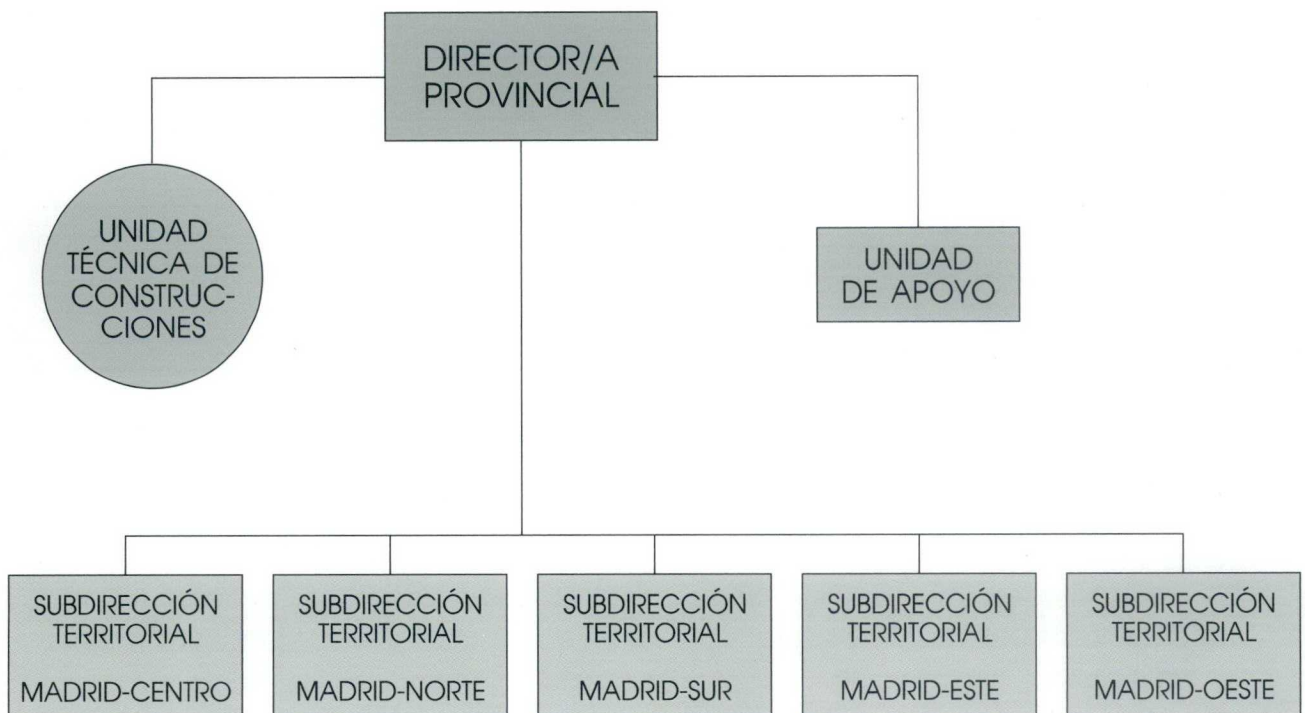 DIRECTOR/A
PROVINCIAL
UNIDAD
TÉCNICA DE
CONSTRUC-
CIONES
UNIDAD
DE APOYO
SUBDIRECCIÓN
TERRITORIAL
MADRID-CENTRO
SUBDIRECCIÓN
TERRITORIAL
MADRID-NORTE
SUBDIRECCIÓN
TERRITORIAL
MADRID-SUR
SUBDIRECCIÓN
TERRITORIAL
MADRID-ESTE
SUBDIRECCIÓN
TERRITORIAL
MADRID-OESTE